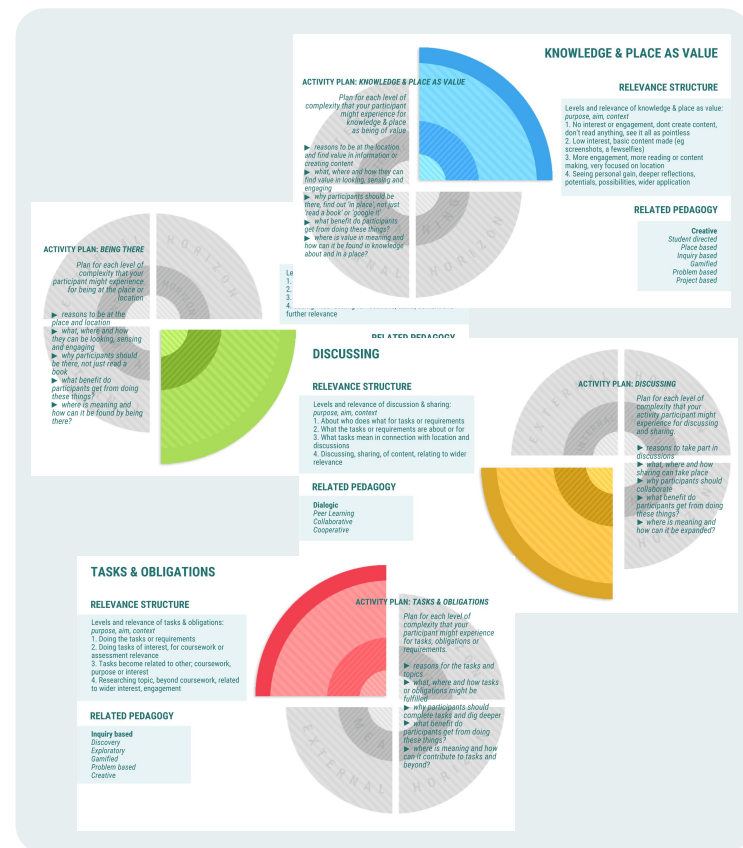 KNOWLEDGE & PLACE AS VALUE
ACTIVITY PLAN: KNOWLEDGE & PLACE AS VALUE
Plan for each level of
complexity that your participant
might experience for
knowledge & place
as being of value
▶ reasons to be at the location
and find value in information or
creating content
▶ what, where and how they can
find value in looking, sensing and
engaging
▶ why participants should be
there, find out 'in place', not just
'read a book' or 'google it'
▶ what benefit do participants
get from doing these things?
▶ where is value in meaning and
how can it be found in knowledge
about and in a place?
RELEVANCE STRUCTURE
Levels and relevance of knowledge & place as value:
purpose, aim, context
1. No interest or engagement, dont create content,
don't read anything, see it all as pointless
2. Low interest, basic content made (eg
screenshots, a fewselfies)
3. More engagement, more reading or content
making, very focused on location
4. Seeing personal gain, deeper reflections,
potentials, possibilities, wider application
RELATED PEDAGOGY
Creative
Student directed
Place based
Inquiry based
Gamified
Problem based
Project based
ACTIVITY PLAN: BEING THERE
Plan for each level of
complexity that your
participant might experience
for being at the place or
location
▶ reasons to be at the
place and location
▶ what, where and how
they can be looking, sensing
and engaging
▶ why participants should
be there, not just read a
book
▶ what benefit do
participants get from doing
these things?
▶ where is meaning and
how can it be found by being
there?
HORIZON
Le
1.
2.
3.
4.
further relevance
RELATED PEDAGOGY
DISCUSSING
RELEVANCE STRUCTURE
Levels and relevance of discussion & sharing:
purpose, aim, context
1. About who does what for tasks or requirements
2. What the tasks or requirements are about or for
3. What tasks mean in connection with location and
discussions
4. Discussing, sharing, of content, relating to wider
relevance
RELATED PEDAGOGY
Dialogic
Peer Learning
Collaborative
Cooperative
ACTIVITY PLAN: DISCUSSING
Plan for each level of
complexity that your
activity participant might
experience for discussing
and sharing.
▶ reasons to take part in
discussions
▶ what, where and how
sharing can take place
▶ why participants should
collaborate
▶ what benefit do
participants get from doing
these things?
▶ where is meaning and
how can it be expanded?
TASKS & OBLIGATIONS
RELEVANCE STRUCTURE
Levels and relevance of tasks & obligations:
purpose, aim, context
1. Doing the tasks or requirements
2. Doing tasks of interest, for coursework or
assessment relevance
3. Tasks become related to other; coursework,
purpose or interest
4. Researching topic, beyond coursework, related
to wider interest, engagement
RELATED PEDAGOGY
Inquiry based
Discovery
Exploratory
Gamified
Problem based
Creative
ACTIVITY PLAN: TASKS & OBLIGATIONS
Plan for each level of
complexity that your
participant might experience
for tasks, obligations or
requirements.
▶ reasons for the tasks and
topics
▶ what, where and how tasks
or obligations might be
fulfilled
▶ why participants should
complete tasks and dig deeper
▶ what benefit do
participants get from doing
these things?
▶ where is meaning and how
can it contribute to tasks and
beyond?
EXTERNAL HORIZON